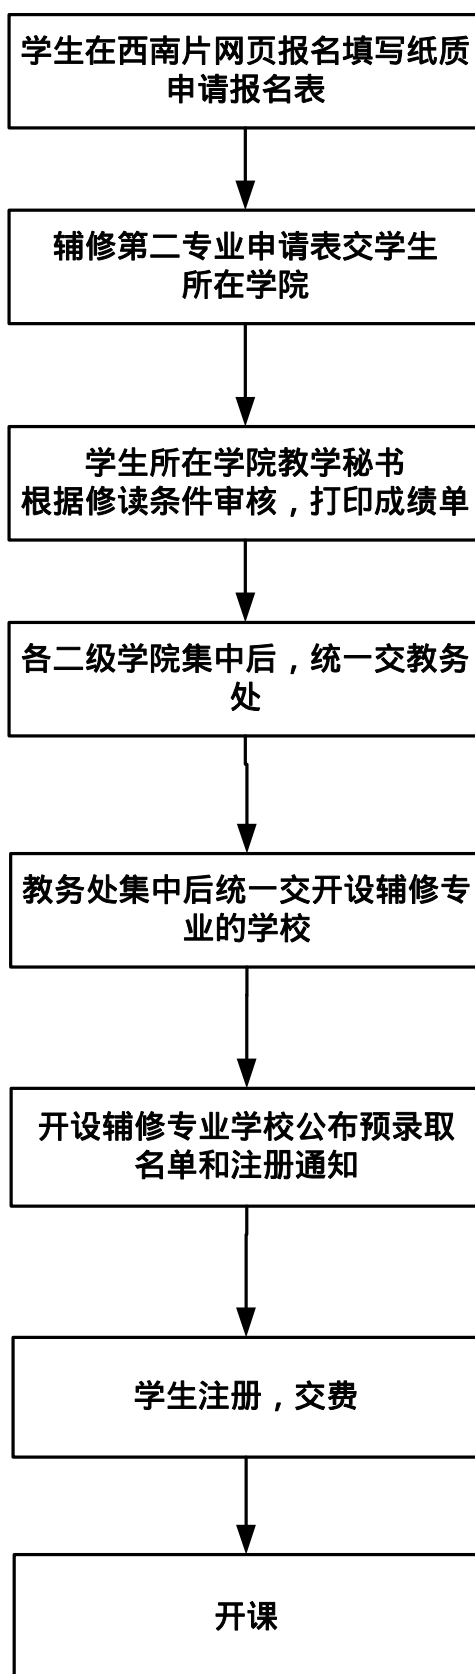 学生在西南片网页报名填写纸质
申请报名表
辅修第二专业申请表交学生
所在学院
学生所在学院教学秘书
根据修读条件审核，打印成绩单
各二级学院集中后，统一交教务
处
教务处集中后统一交开设辅修专
业的学校
开设辅修专业学校公布预录取
名单和注册通知
学生注册，交费
开课